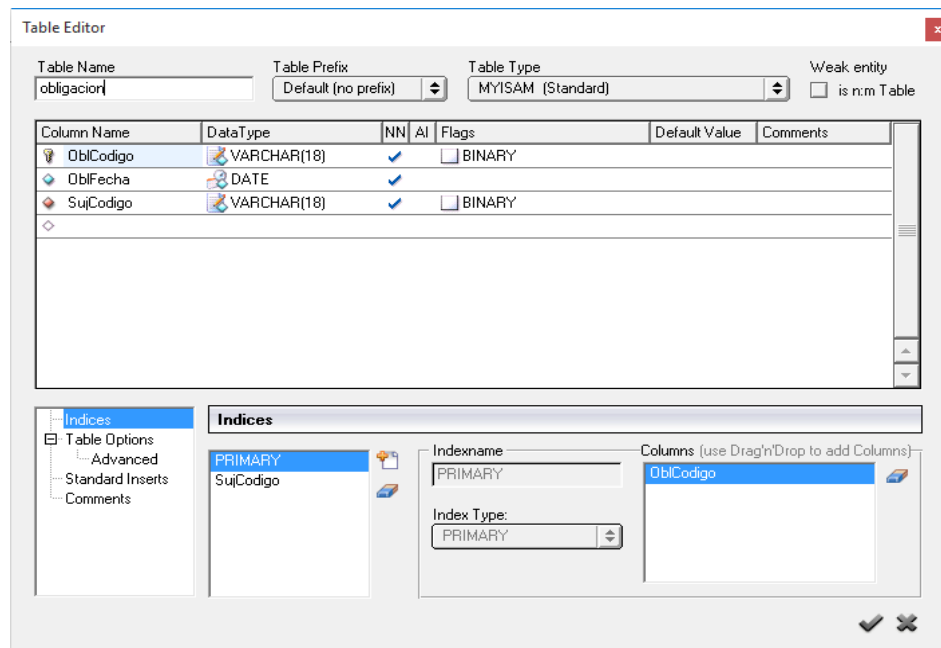 Table Editor
Table Name Table Prefix Table Type Weak entity
obligacion Default (no prefix) MYISAM (Standard) is n:m Table
Column Name DataType NN AI Flags Default Value Comments
OblCodigo VARCHAR(18) BINARY
OblFecha DATE
SujCodigo VARCHAR(18) BINARY
Indices
Table Options
Advanced
Standard Inserts
Comments
Indices
PRIMARY
SujCodigo
Indexname
PRIMARY
Index Type:
PRIMARY
Columns (use Drag'n'Drop to add Columns)
OblCodigo